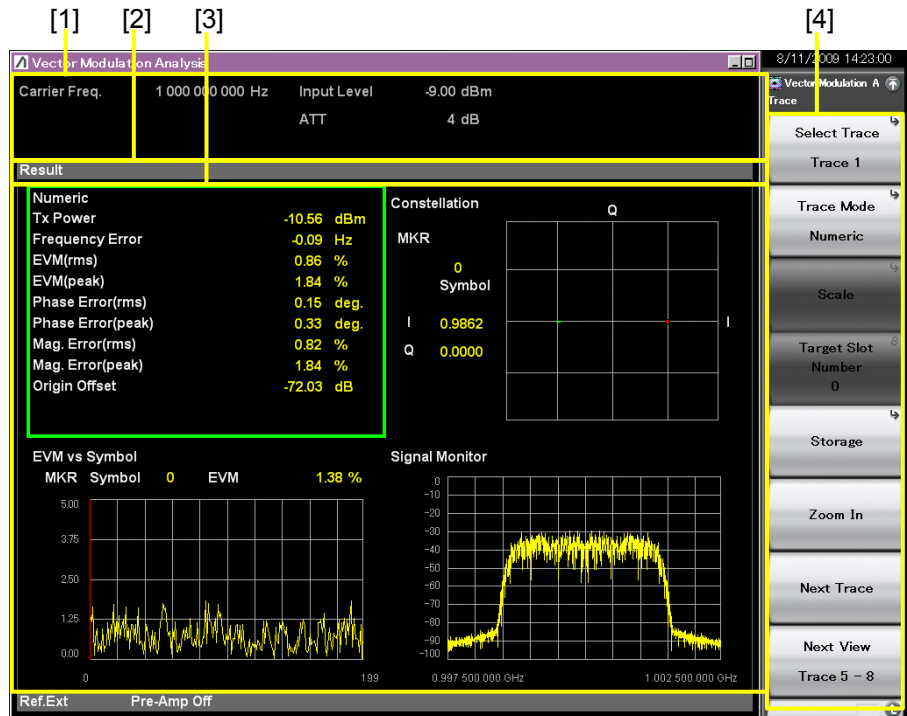 [1] [2] [3] [4]
Vector Modulation Analysis
8/11/2009 14:23:00
Carrier Freq. 1 000 000 000 Hz Input Level -9.00 dBm
ATT 4 dB
Vector Modulation A
Trace
Result
Numeric
Tx Power -10.56 dBm
Frequency Error -0.09 Hz
EVM(rms) 0.86 %
EVM(peak) 1.84 %
Phase Error(rms) 0.15 deg.
Phase Error(peak) 0.33 deg.
Mag. Error(rms) 0.82 %
Mag. Error(peak) 1.84 %
Origin Offset -72.03 dB
Constellation
Q
MKR
0
Symbol
I 0.9862
Q 0.0000
I
EVM vs Symbol
MKR Symbol 0 EVM 1.38 %
5.00
3.75
2.50
1.25
0.00
0 199
Signal Monitor
0
-10
-20
-30
-40
-50
-60
-70
-80
-90
-100
0.997 500 000 GHz 1.002 500 000 GHz
Ref.Ext Pre-Amp Off
Select Trace
Trace 1
Trace Mode
Numeric
Scale
Target Slot
Number
0
Storage
Zoom In
Next Trace
Next View
Trace 5 - 8